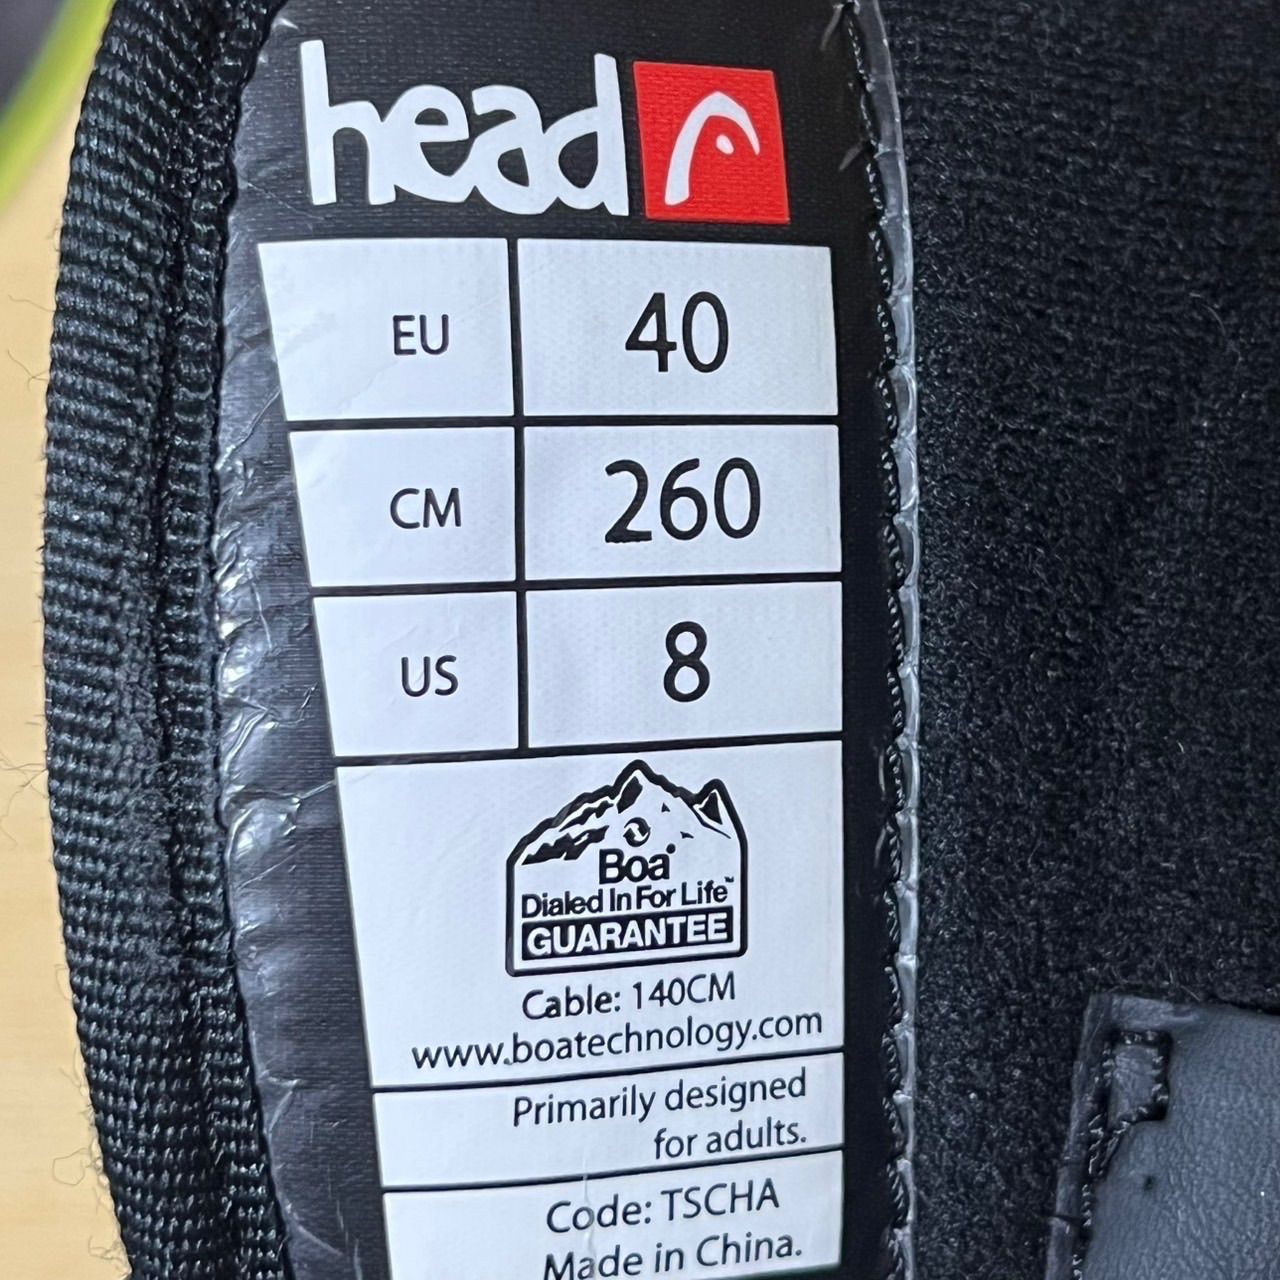 head
EU 40
CM 260
US 8
Boa®
Dialed In For Life™
GUARANTEE
Cable: 140CM
www.boatechnology.com
Primarily designed
for adults.
Code: TSCHA
Made in China.